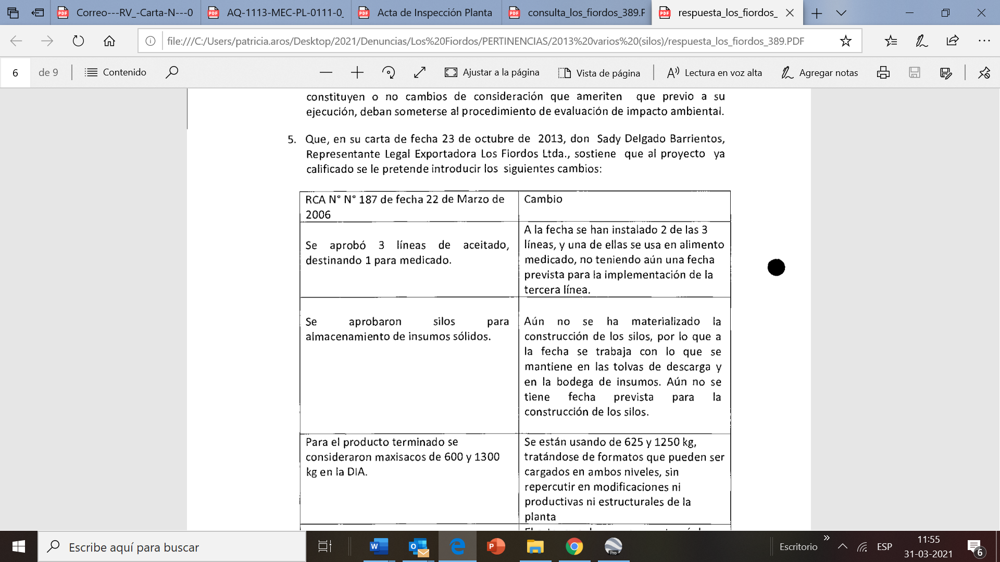 Correo---RV_-Carta-N---0
AQ-1113-MEC-PL-0111-0_
Acta de Inspección Planta
consulta_los_fiordos_389.P
respuesta_los_fiordos_
file:///C:/Users/patricia.aros/Desktop/2021/Denuncias/Los%20Fiordos/PERTINENCIAS/2013%20varios%20(silos)/respuesta_los_fiordos_389.PDF
6 de 9 Contenido Ajustar a la página Vista de página Lectura en voz alta Agregar notas
constituyen o no cambios de consideración que ameriten que previo a su
ejecución, deban someterse al procedimiento de evaluación de impacto ambiental.
5. Que, en su carta de fecha 23 de octubre de 2013, don Sady Delgado Barrientos,
Representante Legal Exportadora Los Fiordos Ltda., sostiene que al proyecto ya
calificado se le pretende introducir los siguientes cambios:
RCA N° N° 187 de fecha 22 de Marzo de
2006
Cambio
Se aprobó 3 líneas de aceitado,
destinando 1 para medicado.
A la fecha se han instalado 2 de las 3
líneas, y una de ellas se usa en alimento
medicado, no teniendo aún una fecha
prevista para la implementación de la
tercera línea.
Se aprobaron silos para
almacenamiento de insumos sólidos.
Aún no se ha materializado la
construcción de los silos, por lo que a
la fecha se trabaja con lo que se
mantiene en las tolvas de descarga y
en la bodega de insumos. Aún no se
tiene fecha prevista para la
construcción de los silos.
Para el producto terminado se
consideraron maxisacos de 600 y 1300
kg en la DIA.
Se están usando de 625 y 1250 kg,
tratándose de formatos que pueden ser
cargados en ambos niveles, sin
repercutir en modificaciones ni
productivas ni estructurales de la
planta
Escribe aquí para buscar
Pro
Escritorio
ESP
11:55
31-03-2021
6